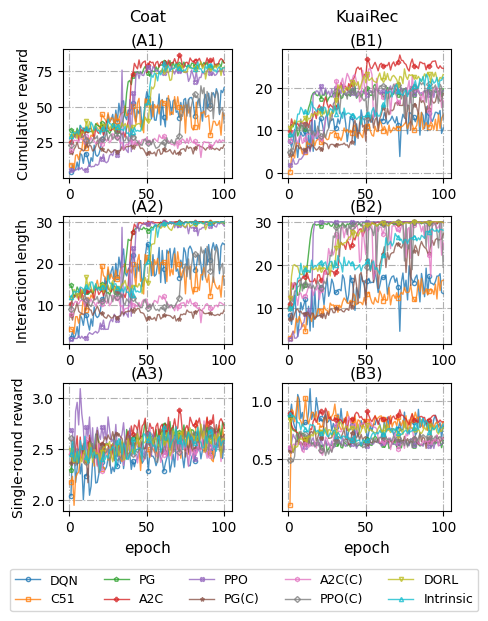 Coat
KuaiRec
(A1)
(B1)
Cumulative reward
75
50
25
0
50
100
20
10
0
0
50
100
(A2)
(B2)
Interaction length
30
20
10
0
50
100
30
20
10
0
50
100
(A3)
(B3)
Single-round reward
3.0
2.5
2.0
0
50
100
epoch
1.0
0.5
0
50
100
epoch
DQN
PG
PPO
A2C(C)
DORL
C51
A2C
PG(C)
PPO(C)
Intrinsic